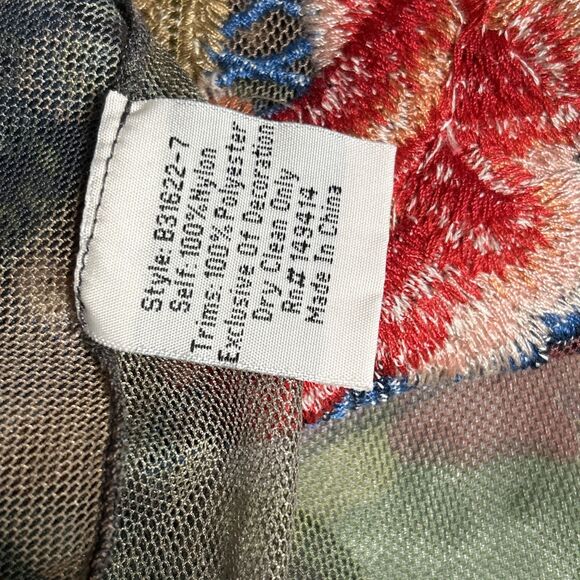 Style: B31622-7
Self: 100% Nylon
Trims: 100% Polyester
Exclusive Of Decoration
Dry Clean Only
Rn# 149414
Made In China